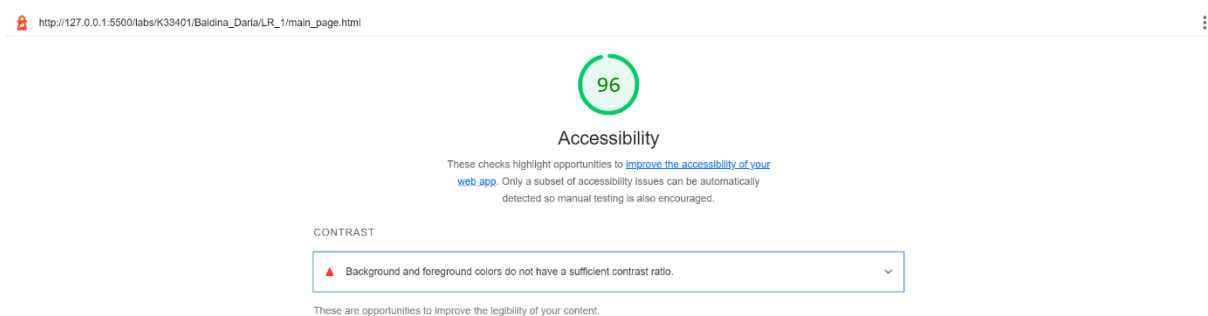 http://127.0.0.1:5500/labs/K33401/Baldina_Daria/LR_1/main_page.html
96
Accessibility
These checks highlight opportunities to improve the accessibility of your
web app. Only a subset of accessibility issues can be automatically
detected so manual testing is also encouraged.
CONTRAST
Background and foreground colors do not have a sufficient contrast ratio.
These are opportunities to improve the legibility of your content.